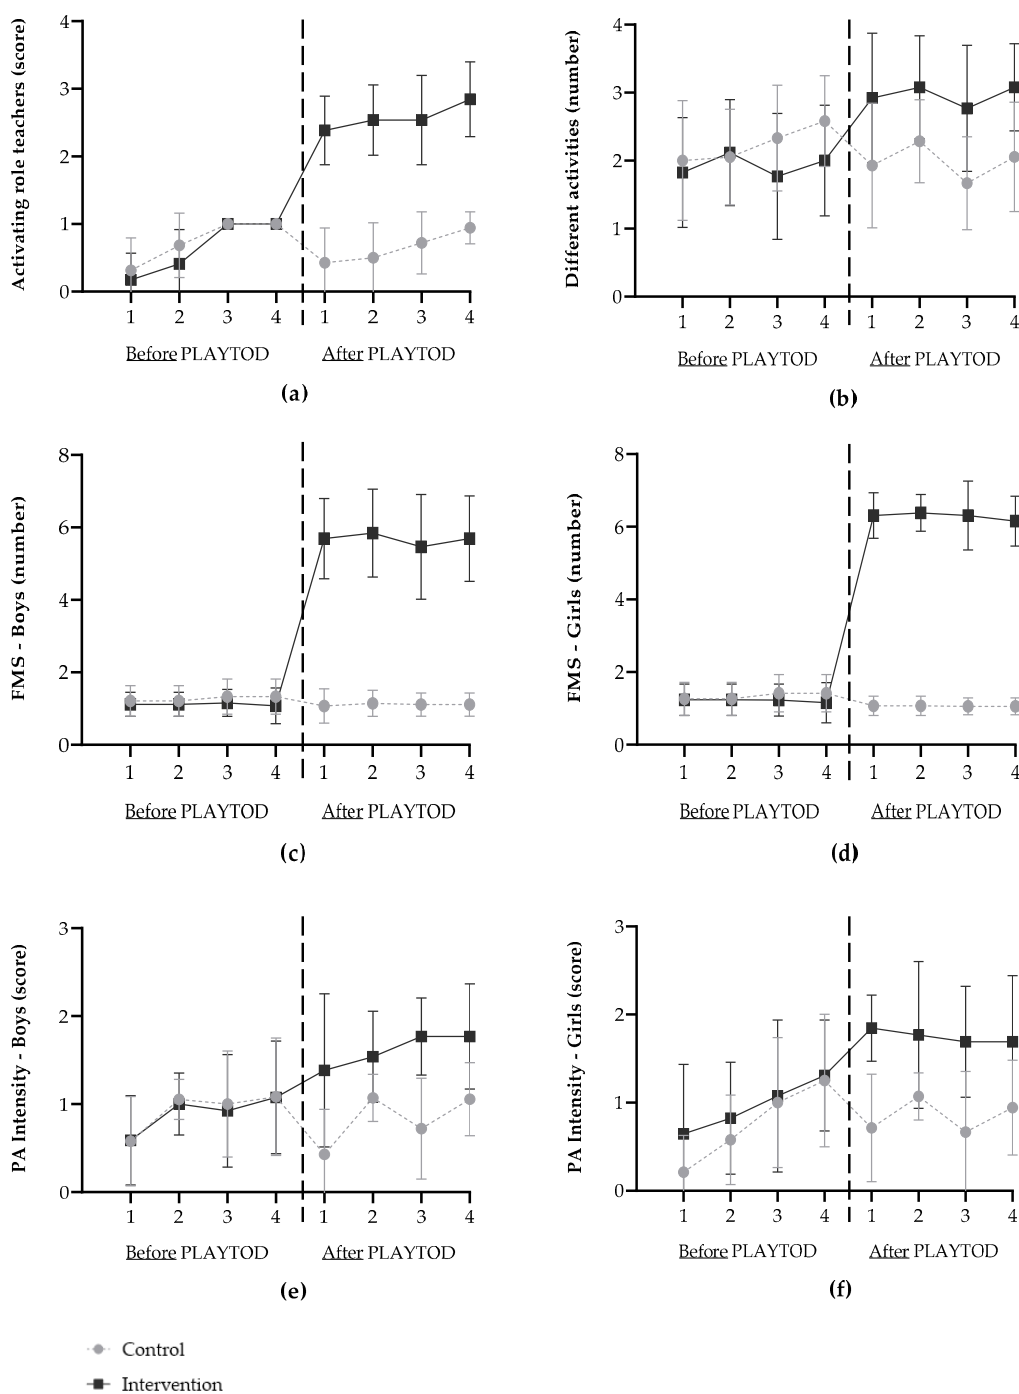 Activating role teachers (score)
4
3
2
1
0
1 2 3 4 1 2 3 4
Before PLAYTOD After PLAYTOD
(a)
Different activities (number)
4
3
2
1
0
1 2 3 4 1 2 3 4
Before PLAYTOD After PLAYTOD
(b)
FMS - Boys (number)
8
6
4
2
0
1 2 3 4 1 2 3 4
Before PLAYTOD After PLAYTOD
(c)
FMS - Girls (number)
8
6
4
2
0
1 2 3 4 1 2 3 4
Before PLAYTOD After PLAYTOD
(d)
PA Intensity - Boys (score)
3
2
1
0
1 2 3 4 1 2 3 4
Before PLAYTOD After PLAYTOD
(e)
PA Intensity - Girls (score)
3
2
1
0
1 2 3 4 1 2 3 4
Before PLAYTOD After PLAYTOD
(f)
Control
Intervention